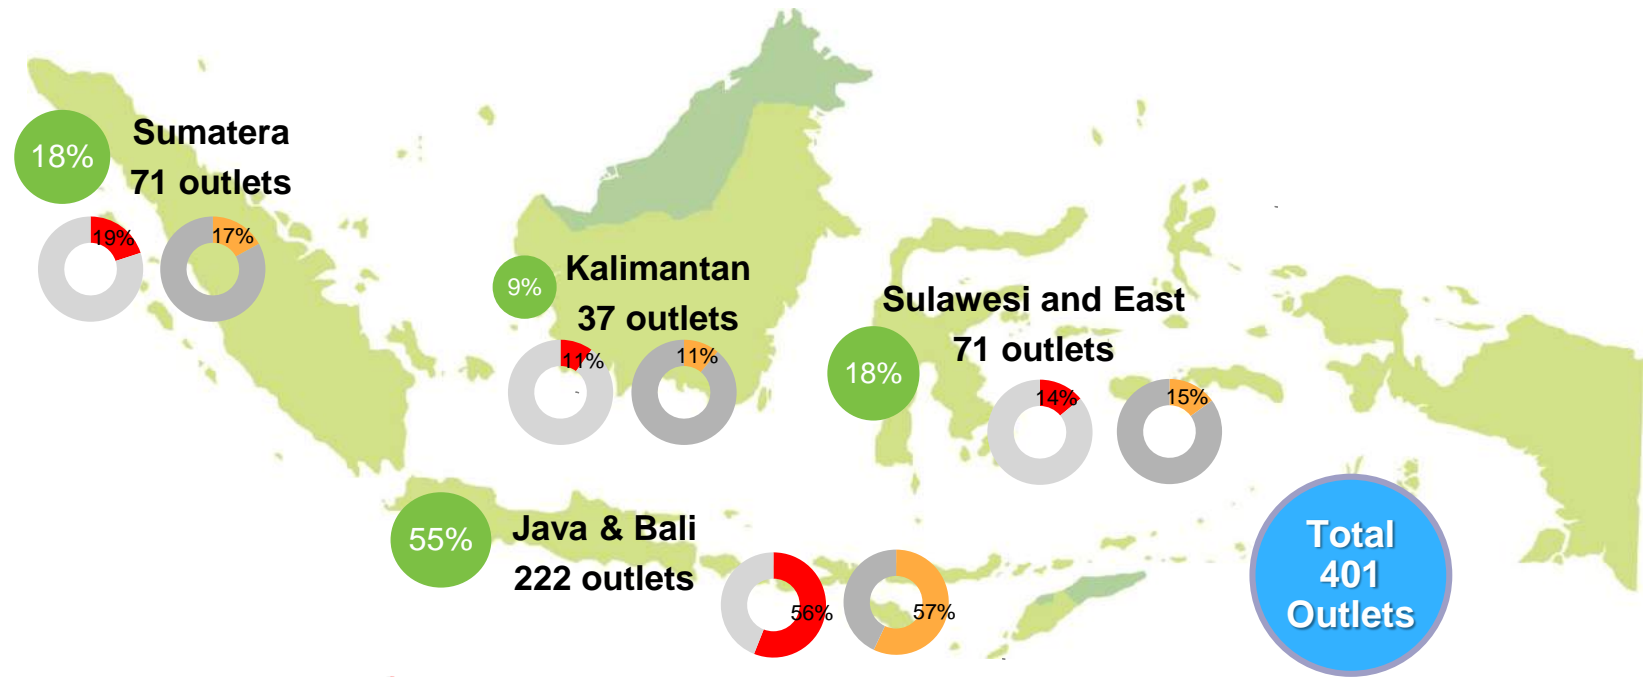 18%
Sumatera
71 outlets
19%
17%
9%
Kalimantan
37 outlets
11%
11%
Sulawesi and East
71 outlets
18%
14%
15%
55%
Java & Bali
222 outlets
56%
57%
Total
401
Outlets